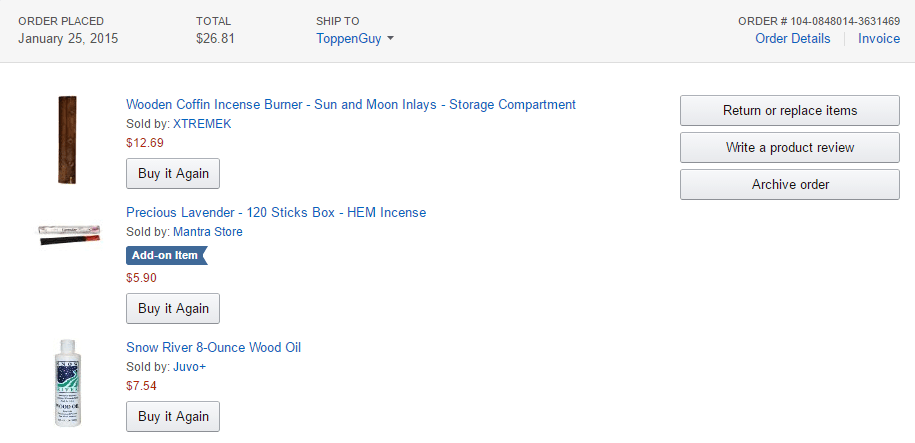 ORDER PLACED
January 25, 2015
TOTAL
$26.81
SHIP TO
ToppenGuy
ORDER # 104-0848014-3631469
Order Details
Invoice
Wooden Coffin Incense Burner - Sun and Moon Inlays - Storage Compartment
Sold by: XTREMEK
$12.69
Buy it Again
Precious Lavender - 120 Sticks Box - HEM Incense
Sold by: Mantra Store
Add-on Item
$5.90
Buy it Again
Snow River 8-Ounce Wood Oil
Sold by: Juvo+
$7.54
Buy it Again
Return or replace items
Write a product review
Archive order
SNOW
RIVER
WOOD OIL